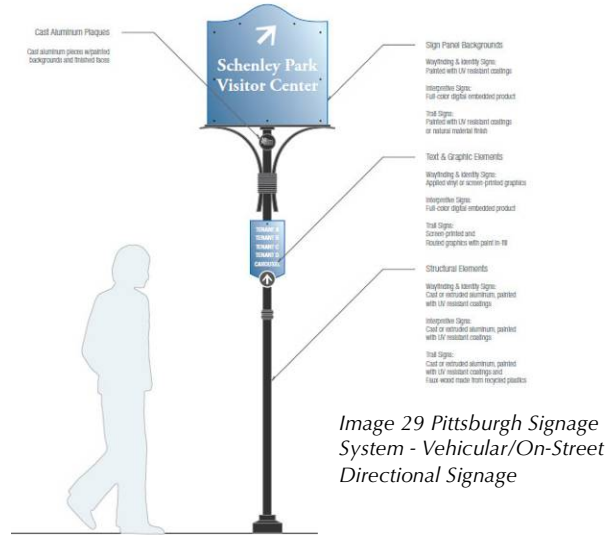 Cast Aluminum Plaques
Cast aluminum pieces w/painted
backgrounds and finished faces
Schenley Park
Visitor Center
TENANT A
TENANT B
TENANT C
TENANT D
CAROUSEL
Sign Panel Backgrounds
Wayfinding & Identity Signs:
Painted with UV resistant coatings
Interpretive Signs:
Full-color digital embedded product
Trail Signs:
Painted with UV resistant coatings
or natural material finish
Text & Graphic Elements
Wayfinding & Identity Signs:
Applied vinyl or screen-printed graphics
Interpretive Signs:
Full-color digital embedded product
Trail Signs:
Screen-printed and
Routed graphics with paint in-fill
Structural Elements
Wayfinding & Identity Signs:
Cast or extruded aluminum, painted
with UV resistant coatings
Interpretive Signs:
Cast or extruded aluminum, painted
with UV resistant coatings
Trail Signs:
Cast or extruded aluminum, painted
with UV resistant coatings and
Faux wood made from recycled plastics
Image 29 Pittsburgh Signage
System - Vehicular/On-Street
Directional Signage